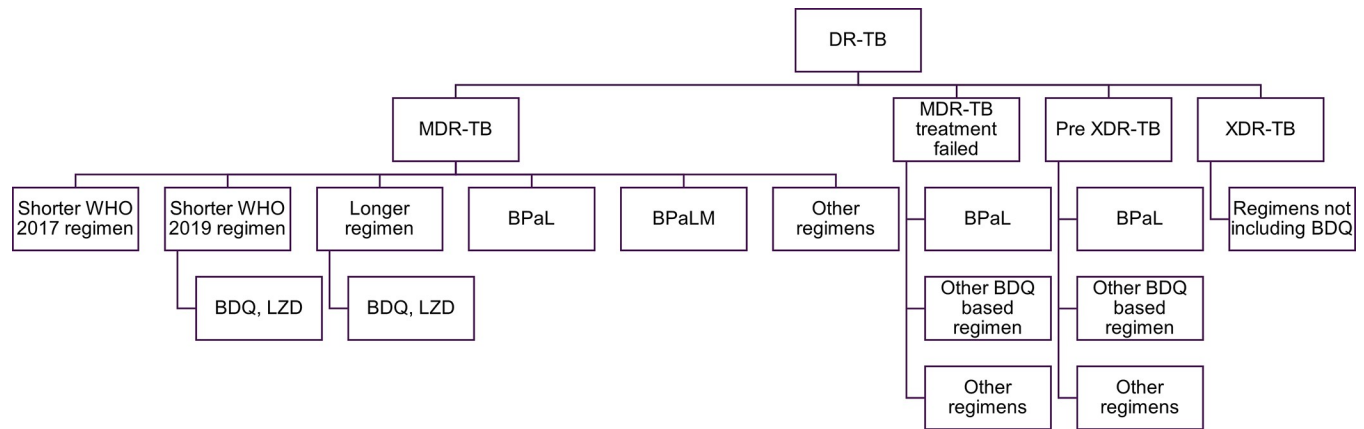 DR-TB
MDR-TB
MDR-TB
treatment
failed
Pre XDR-TB
XDR-TB
Shorter WHO
2017 regimen
Shorter WHO
2019 regimen
Longer
regimen
BPaL
BPaLM
Other
regimens
BPaL
BPaL
Regimens not
including BDQ
BDQ, LZD
BDQ, LZD
Other BDQ
based
regimen
Other BDQ
based
regimen
Other
regimens
Other
regimens